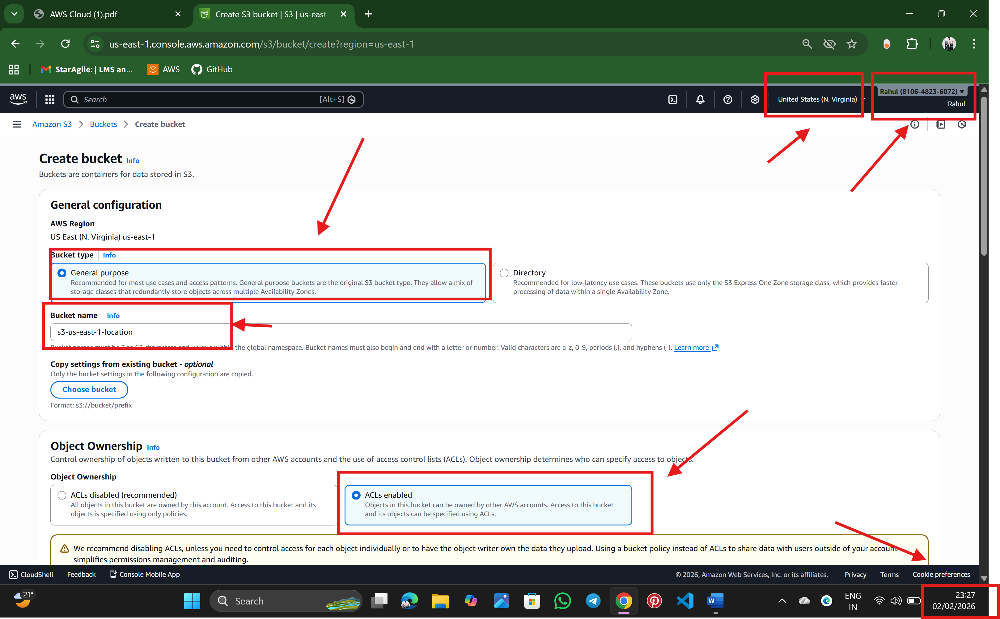 AWS Cloud (1).pdf
Create S3 bucket | S3 | us-east-
us-east-1.console.aws.amazon.com/s3/bucket/create?region=us-east-1
StarAgile: | LMS an...
AWS
GitHub
aws
Search
[Alt+S]
United States (N. Virginia)
Rahul (8106-4823-6072)
Rahul
Amazon S3
Buckets
Create bucket
Create bucket Info
Buckets are containers for data stored in S3.
General configuration
AWS Region
US East (N. Virginia) us-east-1
Bucket type Info
General purpose
Recommended for most use cases and access patterns. General purpose buckets are the original S3 bucket type. They allow a mix of
storage classes that redundantly store objects across multiple Availability Zones.
Directory
Recommended for low-latency use cases. These buckets use only the S3 Express One Zone storage class, which provides faster
processing of data within a single Availability Zone.
Bucket name Info
s3-us-east-1-location
Bucket names must be 3 to 63 characters and unique within the global namespace. Bucket names must also begin and end with a letter or number. Valid characters are a-z, 0-9, periods (.), and hyphens (-). Learn more
Copy settings from existing bucket - optional
Only the bucket settings in the following configuration are copied.
Choose bucket
Format: s3://bucket/prefix
Object Ownership Info
Control ownership of objects written to this bucket from other AWS accounts and the use of access control lists (ACLs). Object ownership determines who can specify access to objects.
Object Ownership
ACLs disabled (recommended)
All objects in this bucket are owned by this account. Access to this bucket and its
objects is specified using only policies.
ACLs enabled
Objects in this bucket can be owned by other AWS accounts. Access to this bucket
and its objects can be specified using ACLs.
We recommend disabling ACLs, unless you need to control access for each object individually or to have the object writer own the data they upload. Using a bucket policy instead of ACLs to share data with users outside of your account
simplifies permissions management and auditing.
CloudShell
Feedback
Console Mobile App
© 2026, Amazon Web Services, Inc. or its affiliates.
Privacy
Terms
Cookie preferences
21°
Search
ENG
IN
23:27
02/02/2026